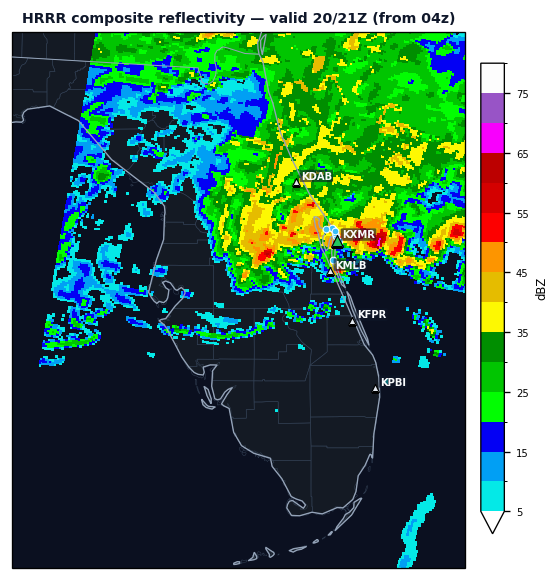 HRRR composite reflectivity — valid 20/21Z (from 04z)
KDAB
KXMR
KMLB
KFPR
KPBI
75
65
55
45
35
25
15
5
dBZ